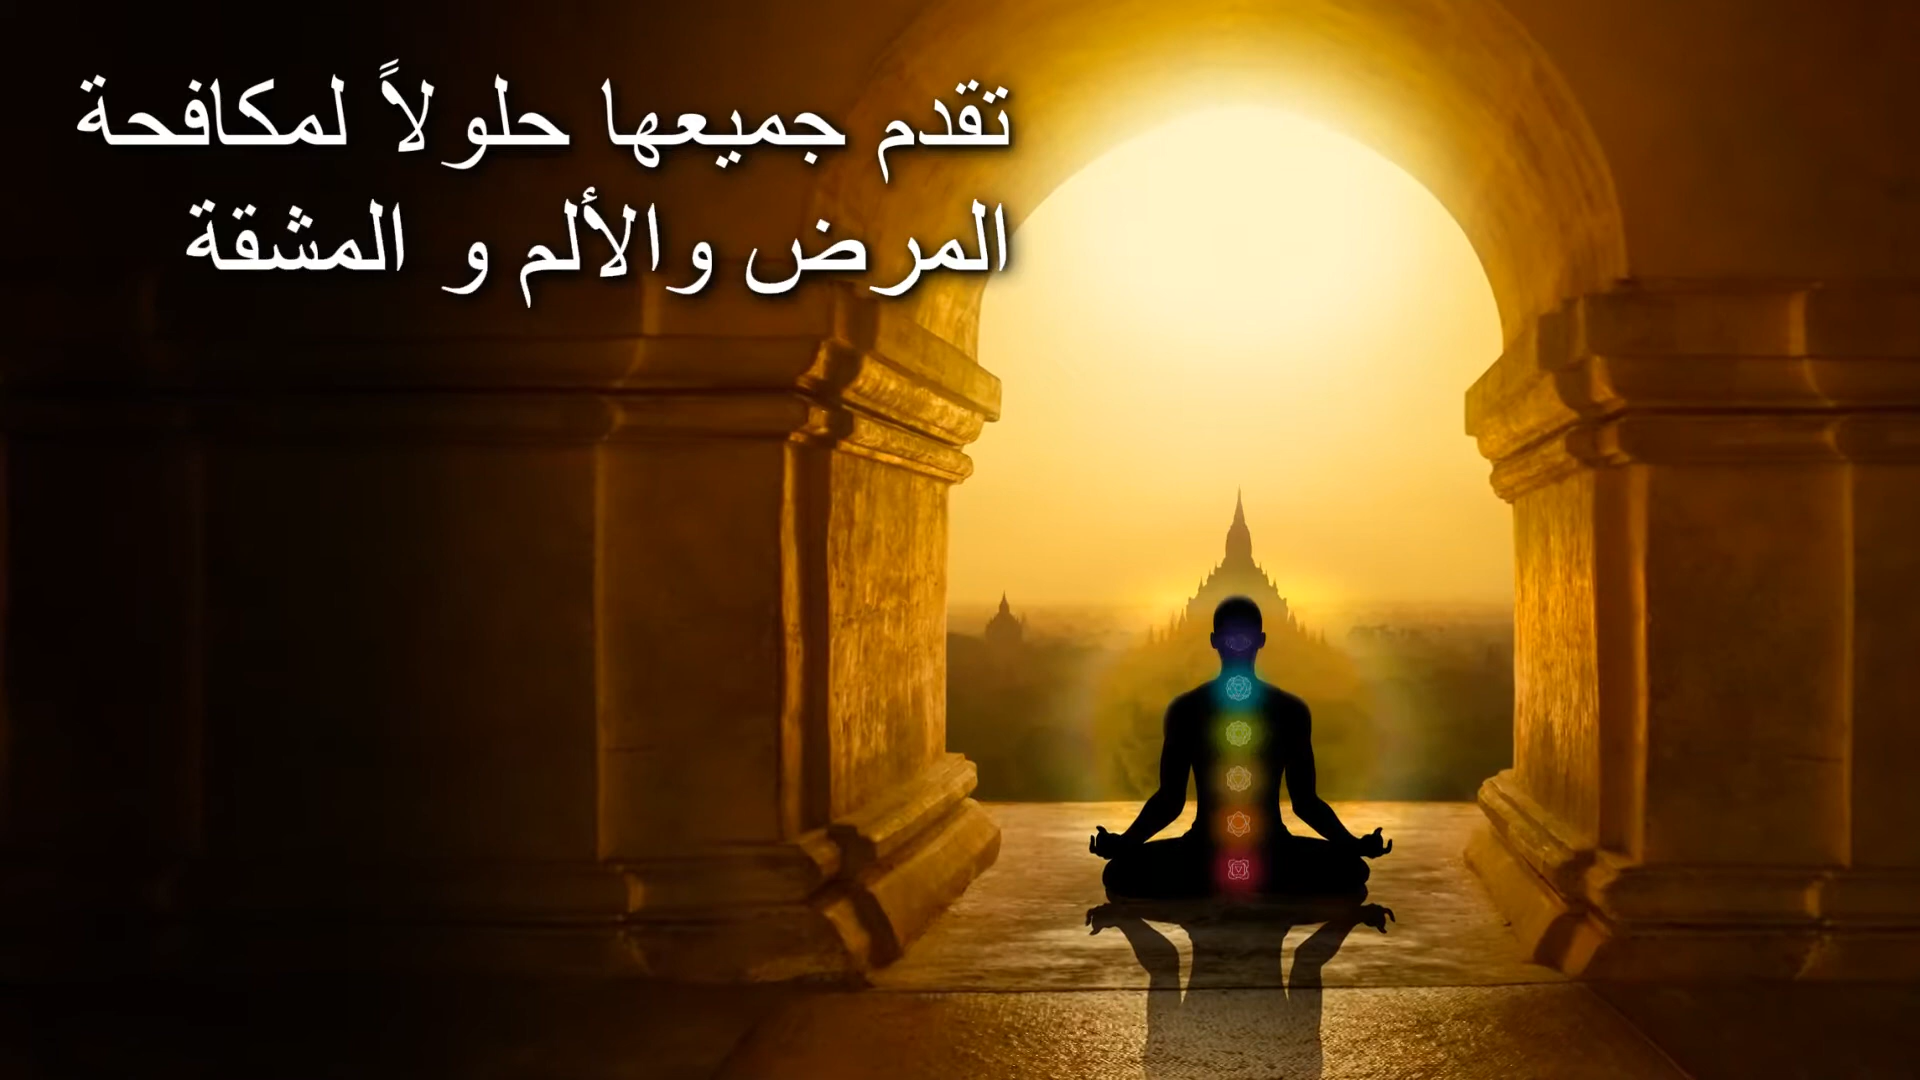 تقدم جميعها حلولاً لمكافحة
المرض والألم و المشقة